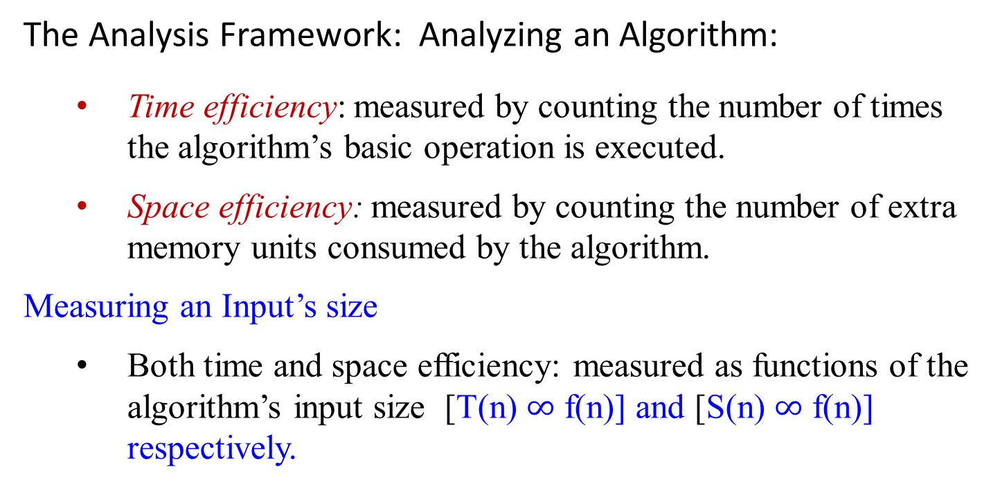 The Analysis Framework: Analyzing an Algorithm:
• Time efficiency: measured by counting the number of times
the algorithm’s basic operation is executed.
• Space efficiency: measured by counting the number of extra
memory units consumed by the algorithm.
Measuring an Input’s size
• Both time and space efficiency: measured as functions of the
algorithm’s input size [T(n) ∞ f(n)] and [S(n) ∞ f(n)]
respectively.